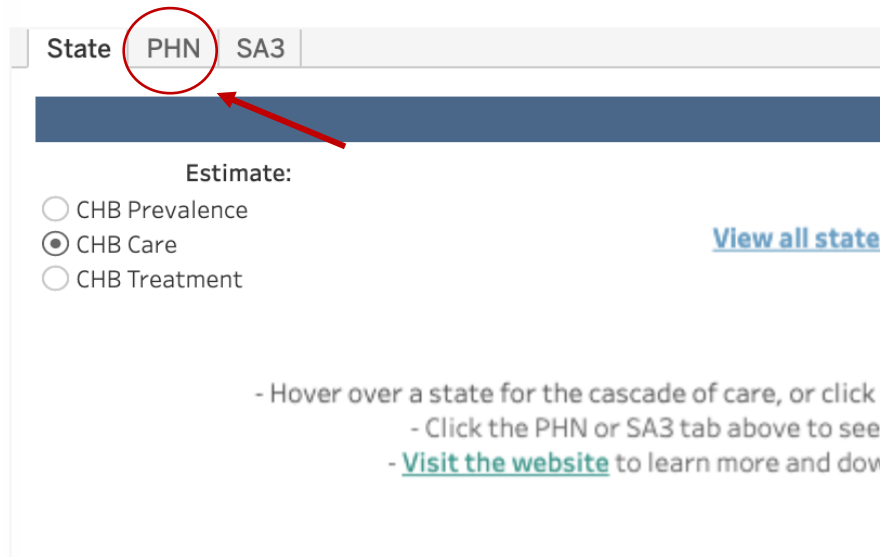 State PHN SA3
Estimate:
CHB Prevalence
CHB Care
View all state
CHB Treatment
- Hover over a state for the cascade of care, or click
- Click the PHN or SA3 tab above to see
- Visit the website to learn more and dow